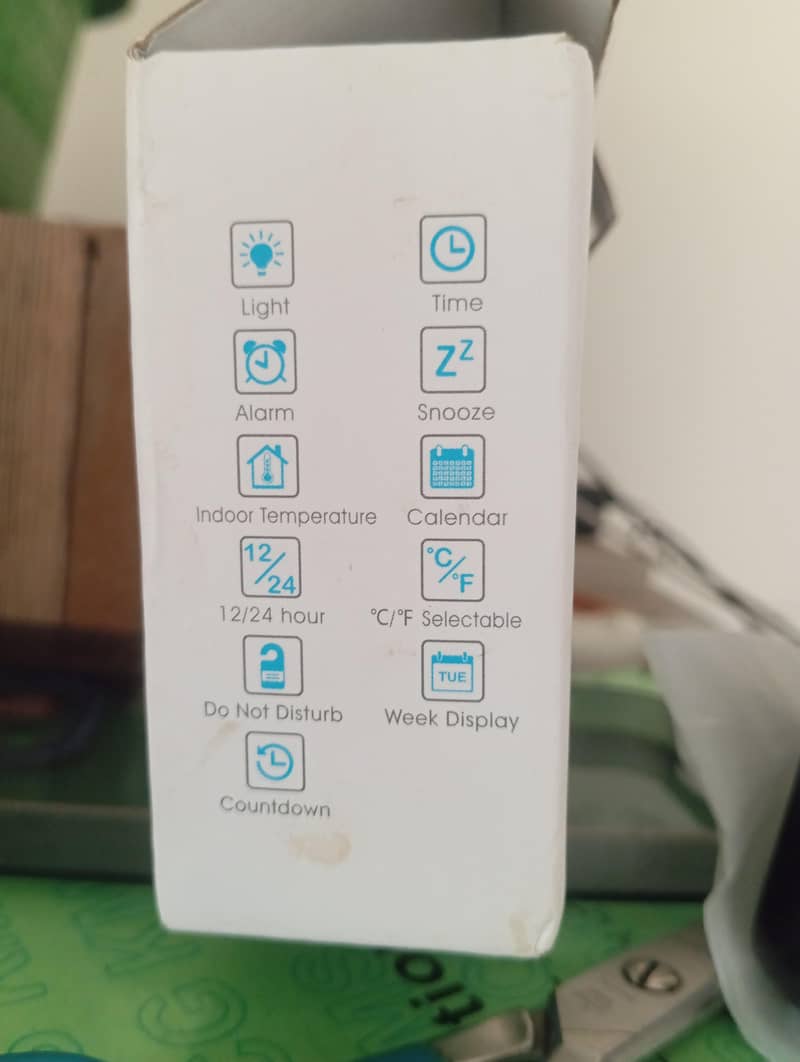 Light
Time
Alarm
Z Z
Snooze
Indoor Temperature
Calendar
12/24
12/24 hour
°C/°F
°C/°F Selectable
Do Not Disturb
TUE
Week Display
Countdown
tio